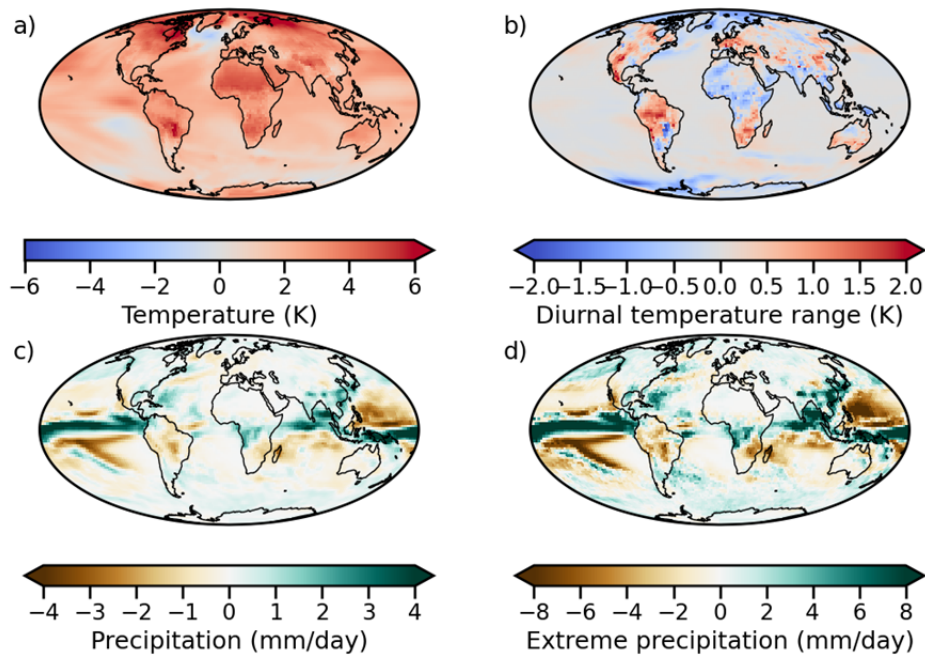 a)
b)
−6 −4 −2 0 2 4 6
Temperature (K)
−2.0 −1.5 −1.0 −0.5 0.0 0.5 1.0 1.5 2.0
Diurnal temperature range (K)
c)
d)
−4 −3 −2 −1 0 1 2 3 4
Precipitation (mm/day)
−8 −6 −4 −2 0 2 4 6 8
Extreme precipitation (mm/day)